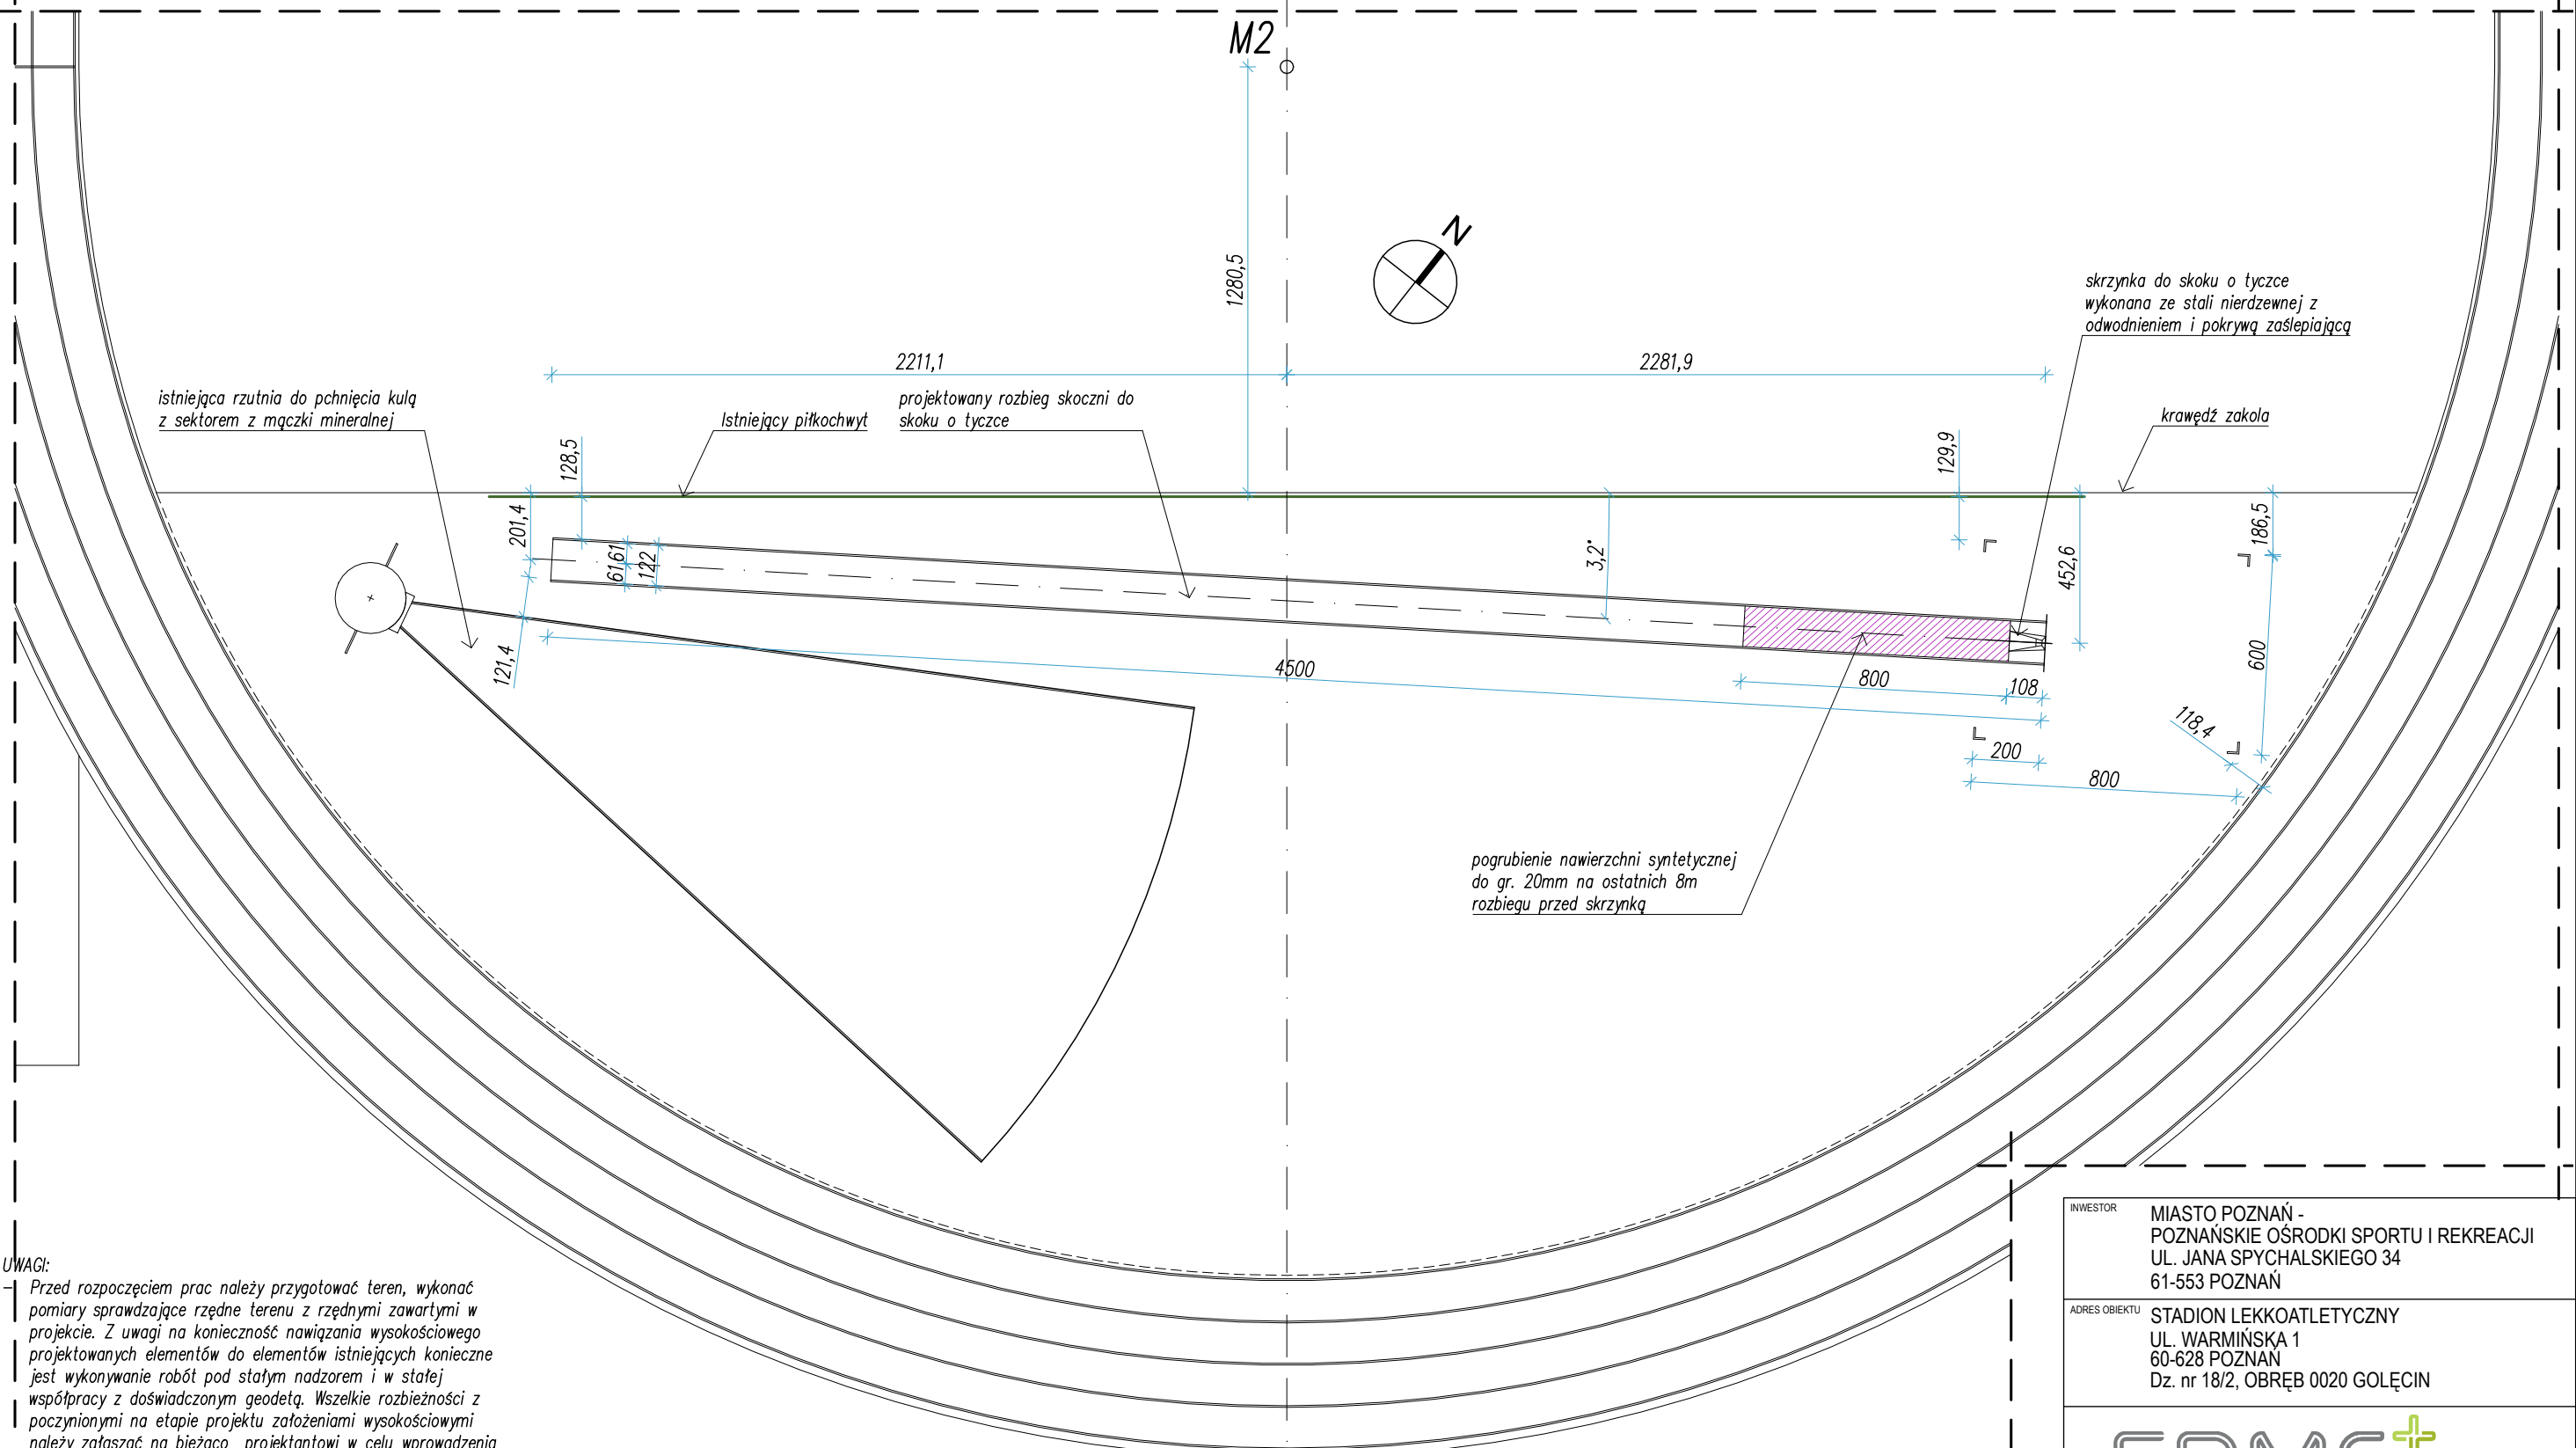 M2
N
1280,5
skrzynka do skoku o tyczce
wykonana ze stali nierdzewnej z
odwodnieniem i pokrywą zaślepiającą
2211,1
2281,9
istniejąca rzutnia do pchnięcia kulą
z sektorem z mączki mineralnej
Istniejący piłkochwyt
projektowany rozbieg skoczni do
skoku o tyczce
krawędź zakola
128,5
129,9
201,4
61,61
122
3,2°
452,6
186,5
600
121,4
4500
800
108
118,4
200
800
pogrubienie nawierzchni syntetycznej
do gr. 20mm na ostatnich 8m
rozbiegu przed skrzynką
UWAGI:
- Przed rozpoczęciem prac należy przygotować teren, wykonać
pomiary sprawdzające rzędne terenu z rzędnymi zawartymi w
projekcie. Z uwagi na konieczność nawiązania wysokościowego
projektowanych elementów do elementów istniejących konieczne
jest wykonywanie robót pod stałym nadzorem i w stałej
współpracy z doświadczonym geodetą. Wszelkie rozbieżności z
poczynionymi na etapie projektu założeniami wysokościowymi
należy zgłaszać na bieżąco projektantowi w celu wprowadzenia
INWESTOR
MIASTO POZNAŃ -
POZNAŃSKIE OŚRODKI SPORTU I REKREACJI
UL. JANA SPYCHALSKIEGO 34
61-553 POZNAŃ
ADRES OBIEKTU
STADION LEKKOATLETYCZNY
UL. WARMIŃSKA 1
60-628 POZNAŃ
Dz. nr 18/2, OBRĘB 0020 GOLĘCIN